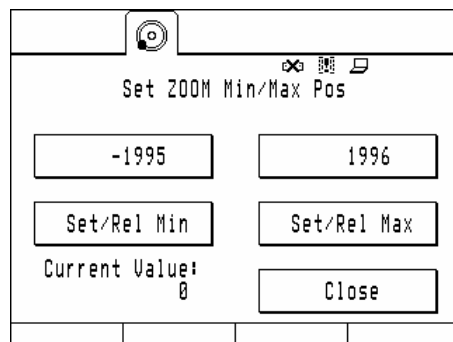 Set ZOOM Min/Max Pos
-1995
1996
Set/Rel Min
Set/Rel Max
Current Value:
0
Close